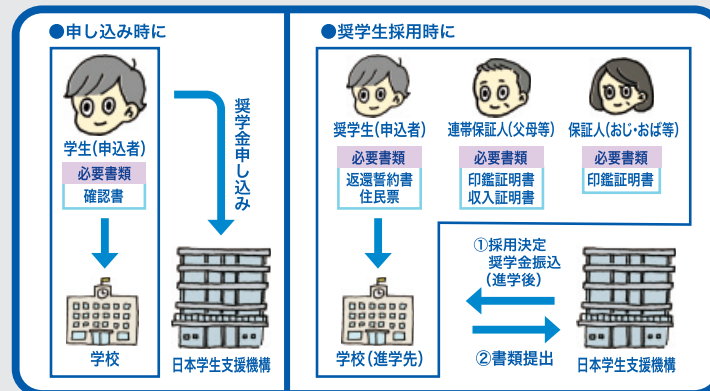 ●申し込み時に
学生(申込者)
必要書類
確認書
奨学金申し込み
学校
日本学生支援機構
●奨学生採用時に
奨学生(申込者)
必要書類
返還誓約書
住民票
連帯保証人(父母等)
必要書類
印鑑証明書
収入証明書
保証人(おじ・おば等)
必要書類
印鑑証明書
①採用決定
奨学金振込
(進学後)
②書類提出
学校(進学先)
日本学生支援機構